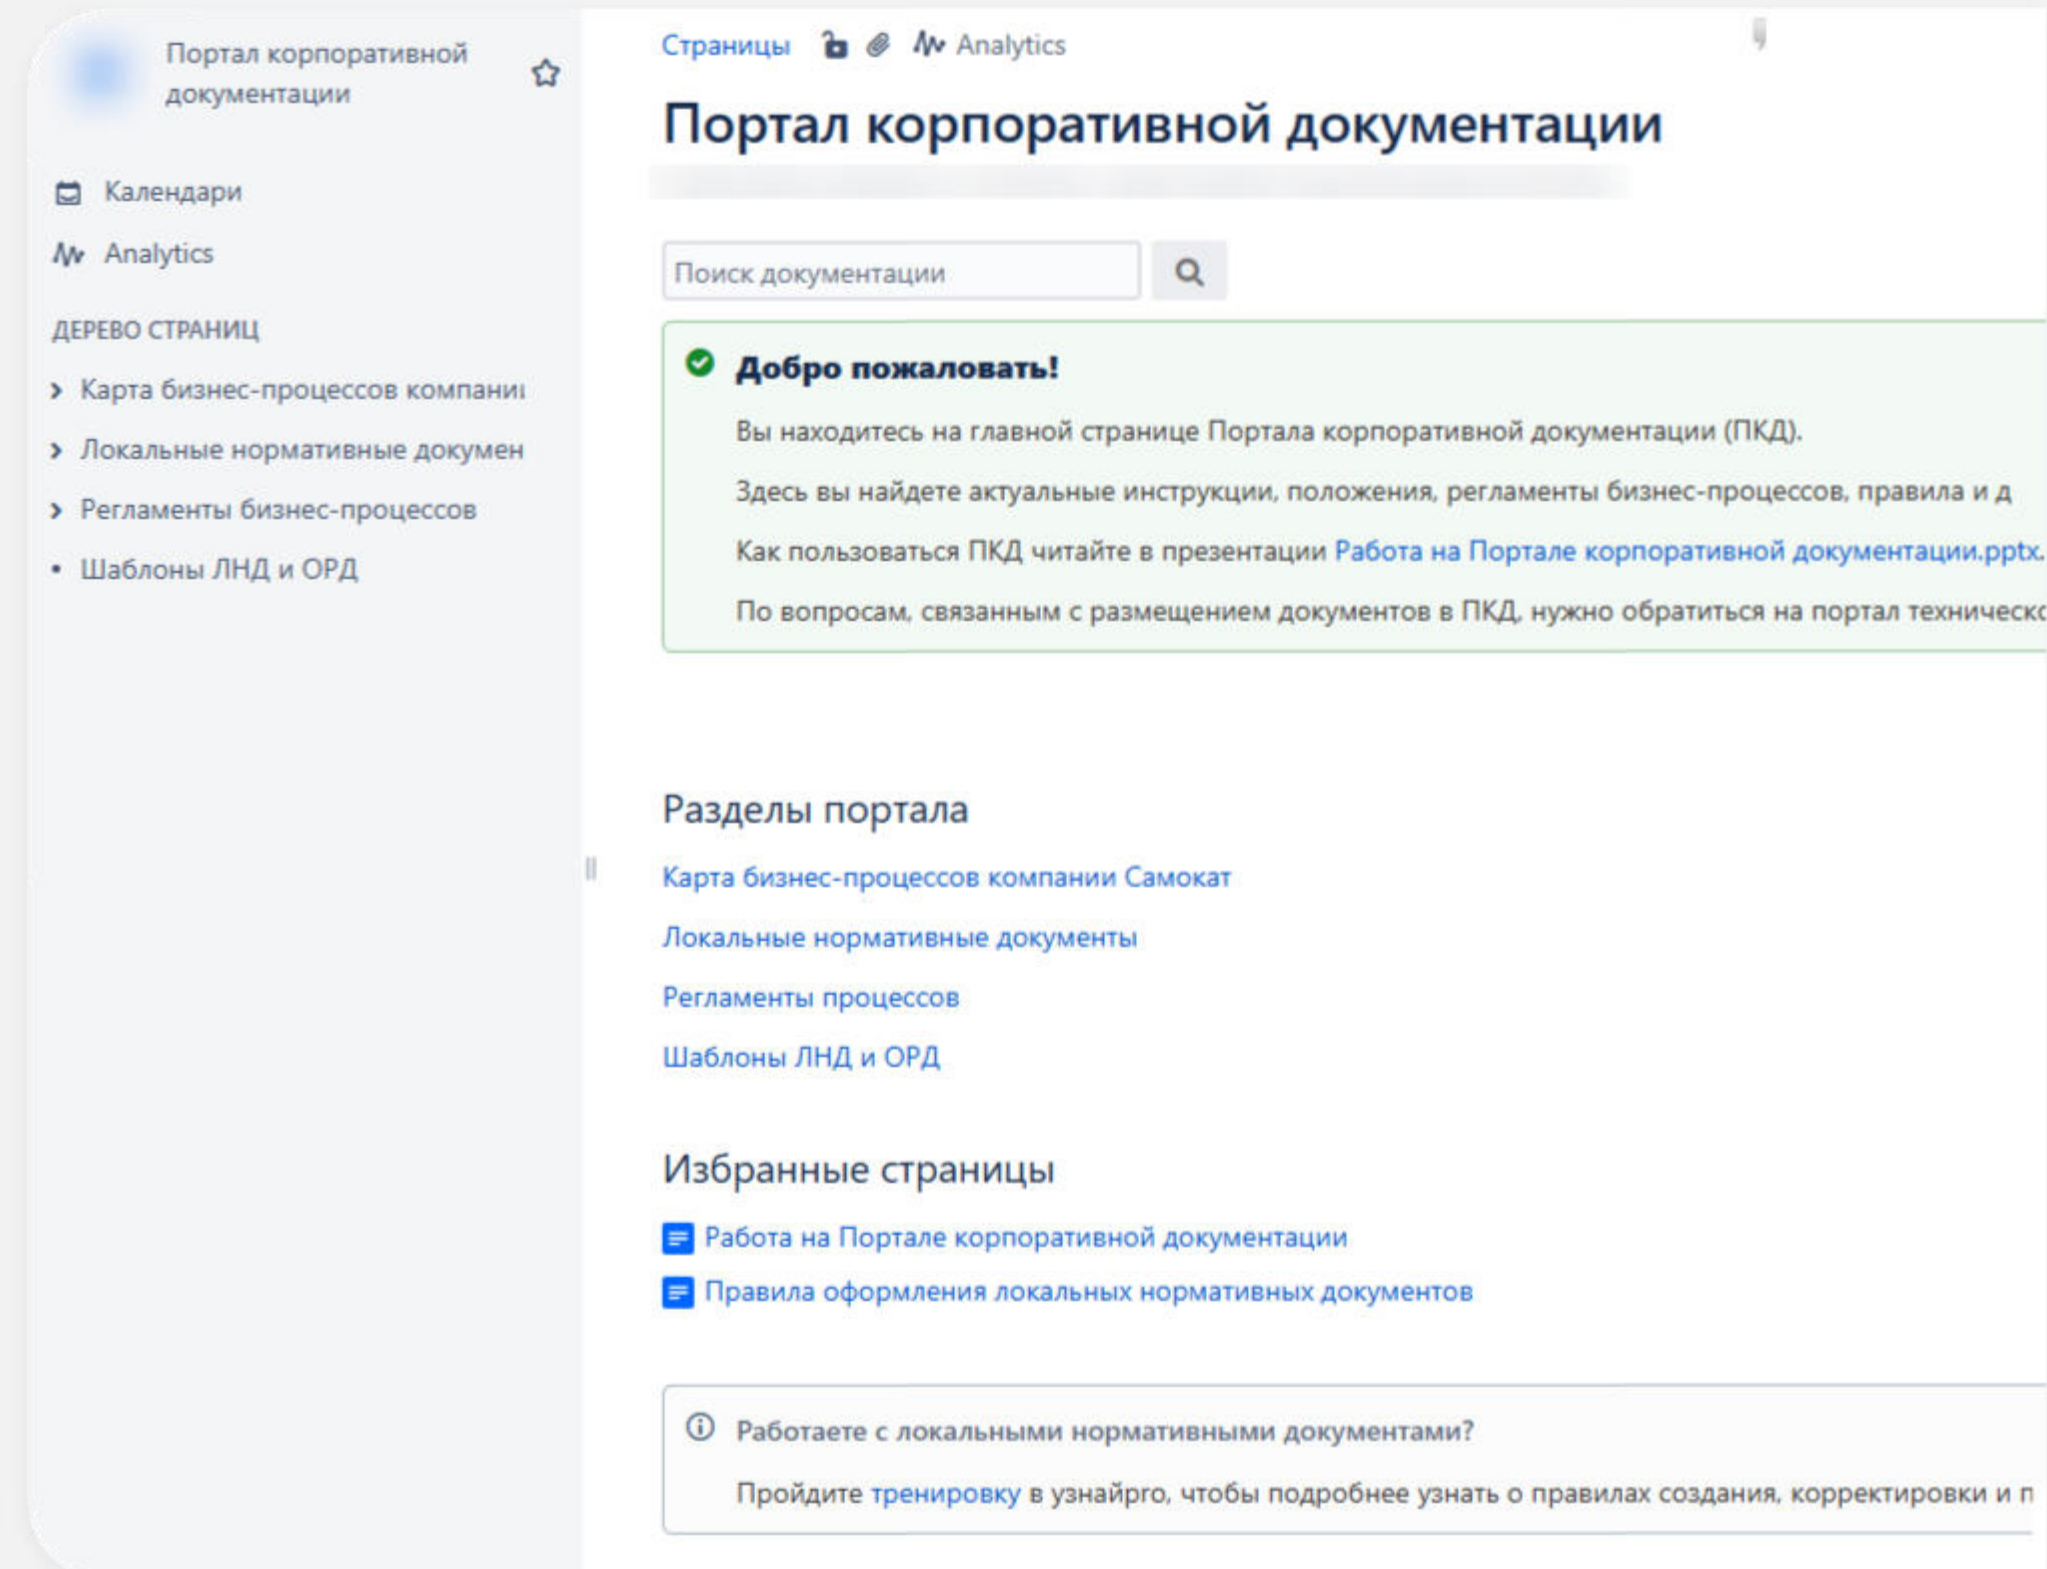 Портал корпоративной
документации
Календари
Analytics
ДЕРЕВО СТРАНИЦ
Карта бизнес-процессов компании
Локальные нормативные докумен
Регламенты бизнес-процессов
• Шаблоны ЛНД и ОРД
Страницы Analytics
Портал корпоративной документации
Поиск документации
Добро пожаловать!
Вы находитесь на главной странице Портала корпоративной документации (ПКД).
Здесь вы найдете актуальные инструкции, положения, регламенты бизнес-процессов, правила и д
Как пользоваться ПКД читайте в презентации Работа на Портале корпоративной документации.pptx.
По вопросам, связанным с размещением документов в ПКД, нужно обратиться на портал техническо
Разделы портала
Карта бизнес-процессов компании Самокат
Локальные нормативные документы
Регламенты процессов
Шаблоны ЛНД и ОРД
Избранные страницы
Работа на Портале корпоративной документации
Правила оформления локальных нормативных документов
Работаете с локальными нормативными документами?
Пройдите тренировку в узнайpro, чтобы подробнее узнать о правилах создания, корректировки и п